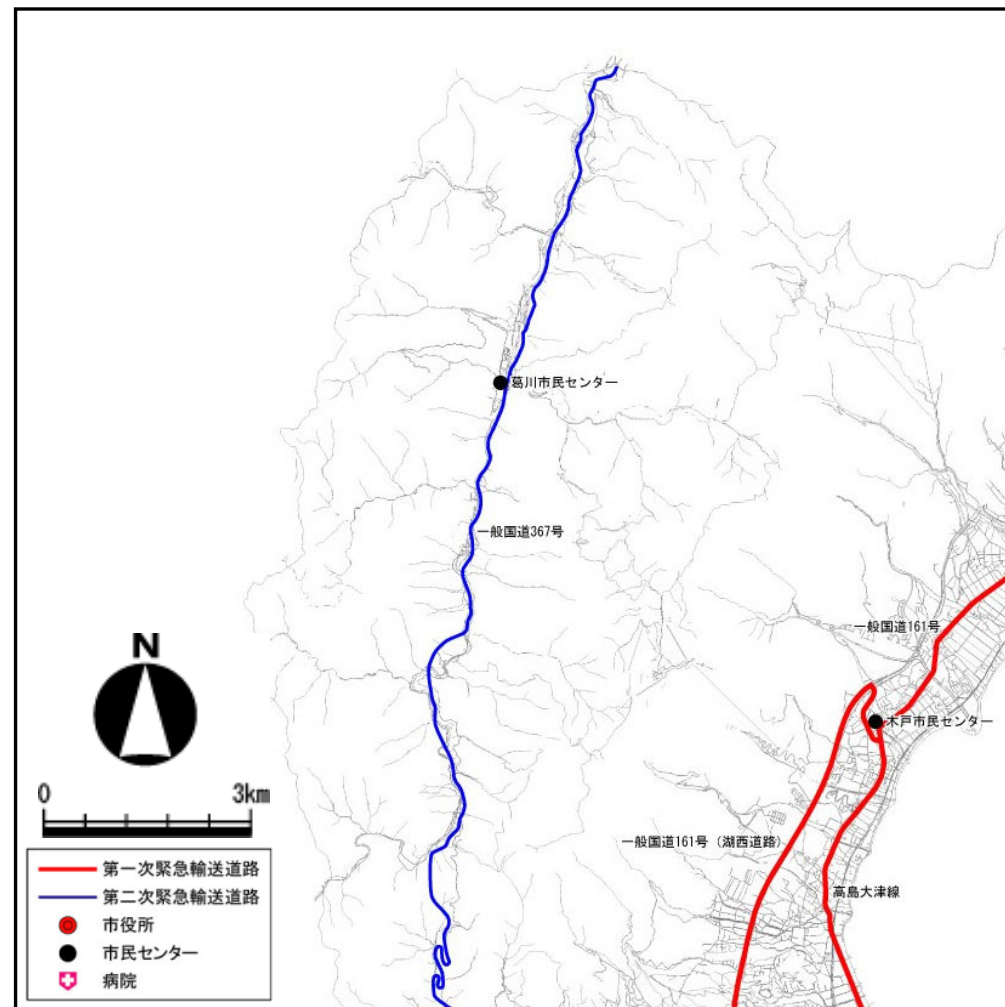 葛川市民センター
一般国道367号
一般国道161号
木戸市民センター
一般国道161号（湖西道路）
高島大津線
N
0 3km
第一次緊急輸送道路
第二次緊急輸送道路
市役所
市民センター
病院